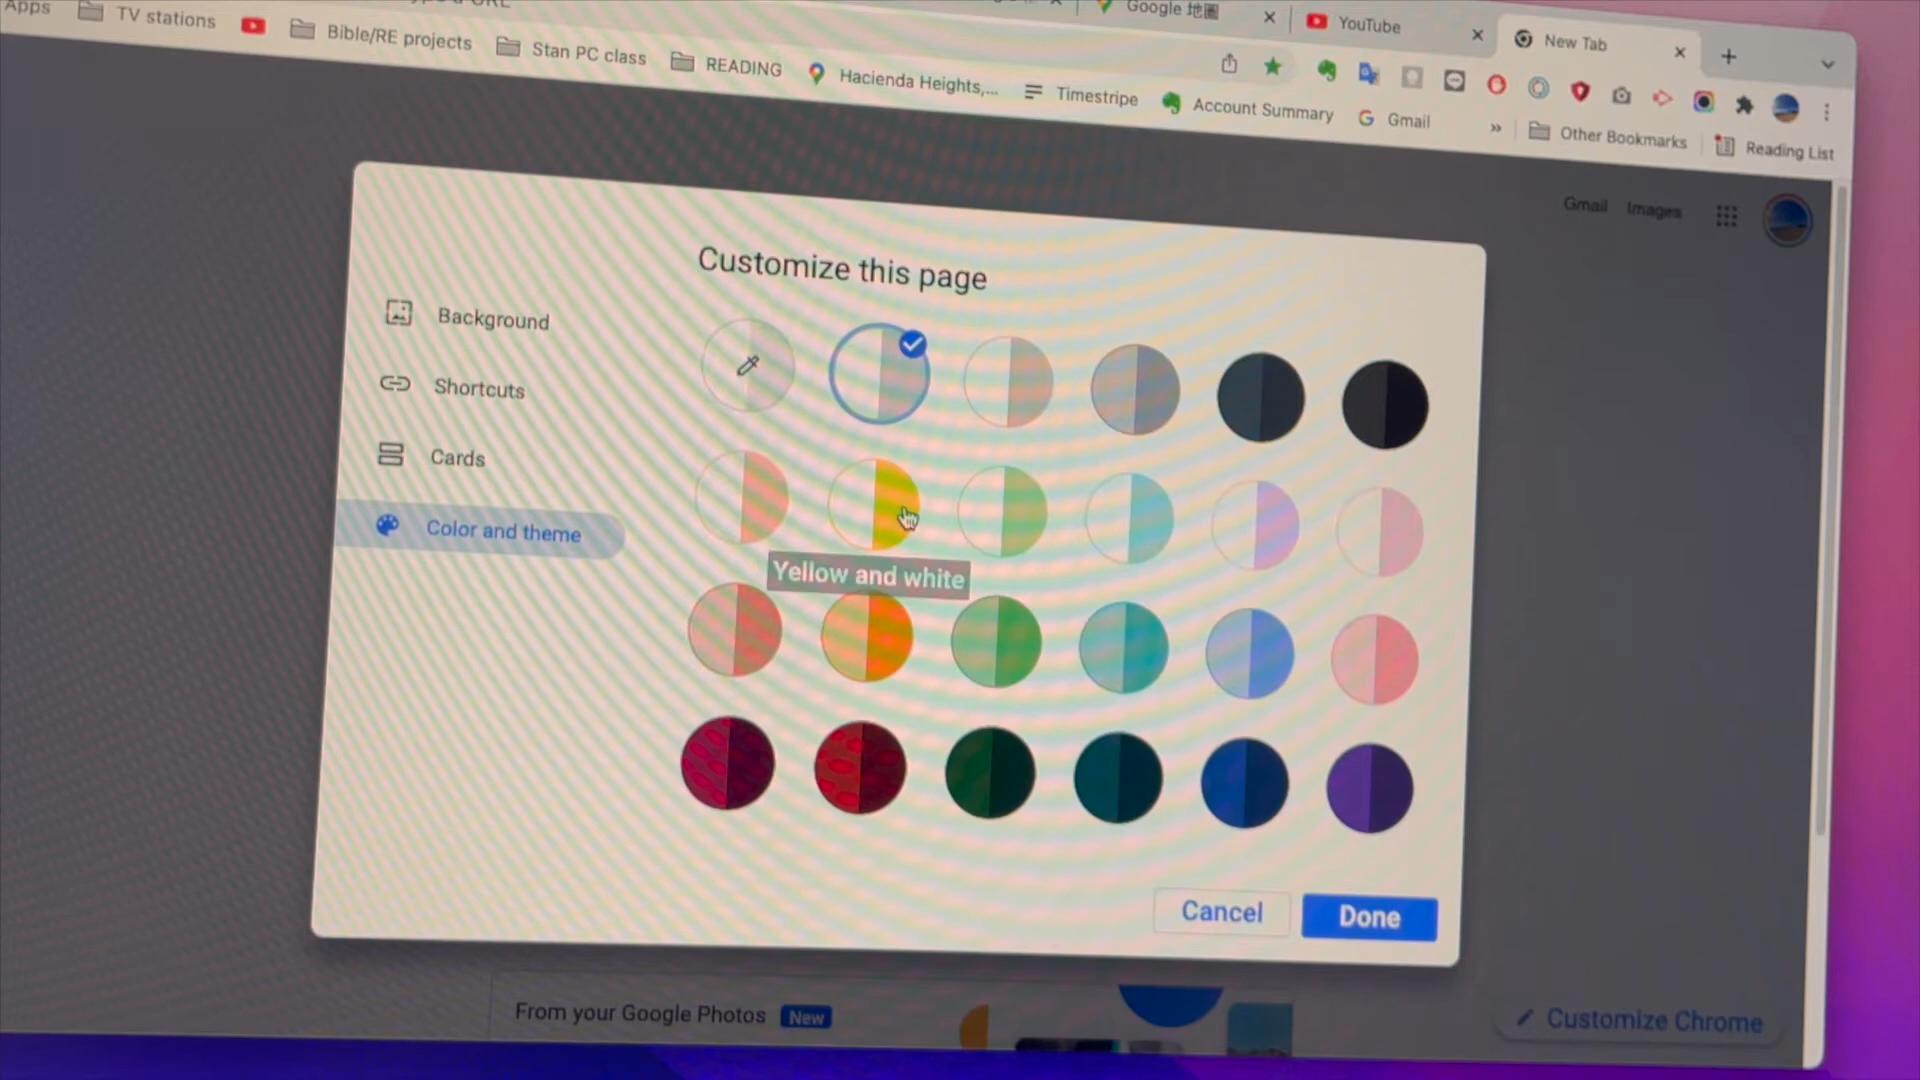 Apps
TV stations
Bible/RE projects
Stan PC class
READING
Hacienda Heights,...
Timestripe
Account Summary
Gmail
Other Bookmarks
Reading List
Google 地圖
YouTube
New Tab
Gmail
Images
Customize this page
Background
Shortcuts
Cards
Color and theme
Yellow and white
Cancel
Done
From your Google Photos
New
Customize Chrome